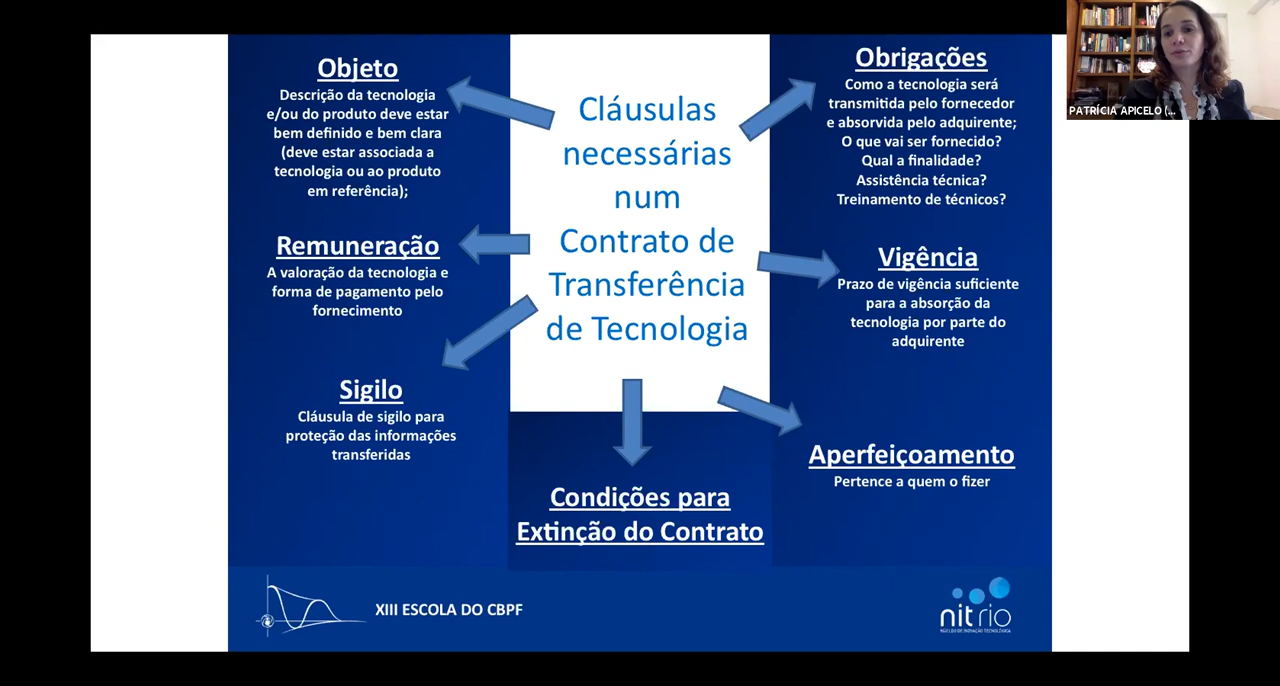 Cláusulas
necessárias
num
Contrato de
Transferência
de Tecnologia
Objeto
Descrição da tecnologia
e/ou do produto deve estar
bem definido e bem clara
(deve estar associada a
tecnologia ou ao produto
em referência);
Remuneração
A valoração da tecnologia e
forma de pagamento pelo
fornecimento
Sigilo
Cláusula de sigilo para
proteção das informações
transferidas
Condições para
Extinção do Contrato
Obrigações
Como a tecnologia será
transmitida pelo fornecedor
e absorvida pelo adquirente;
O que vai ser fornecido?
Qual a finalidade?
Assistência técnica?
Treinamento de técnicos?
Vigência
Prazo de vigência suficiente
para a absorção da
tecnologia por parte do
adquirente
Aperfeiçoamento
Pertence a quem o fizer
XIII ESCOLA DO CBPF
nitrio
NÚCLEO DE INOVAÇÃO TECNOLÓGICA
PATRÍCIA APICELO (...